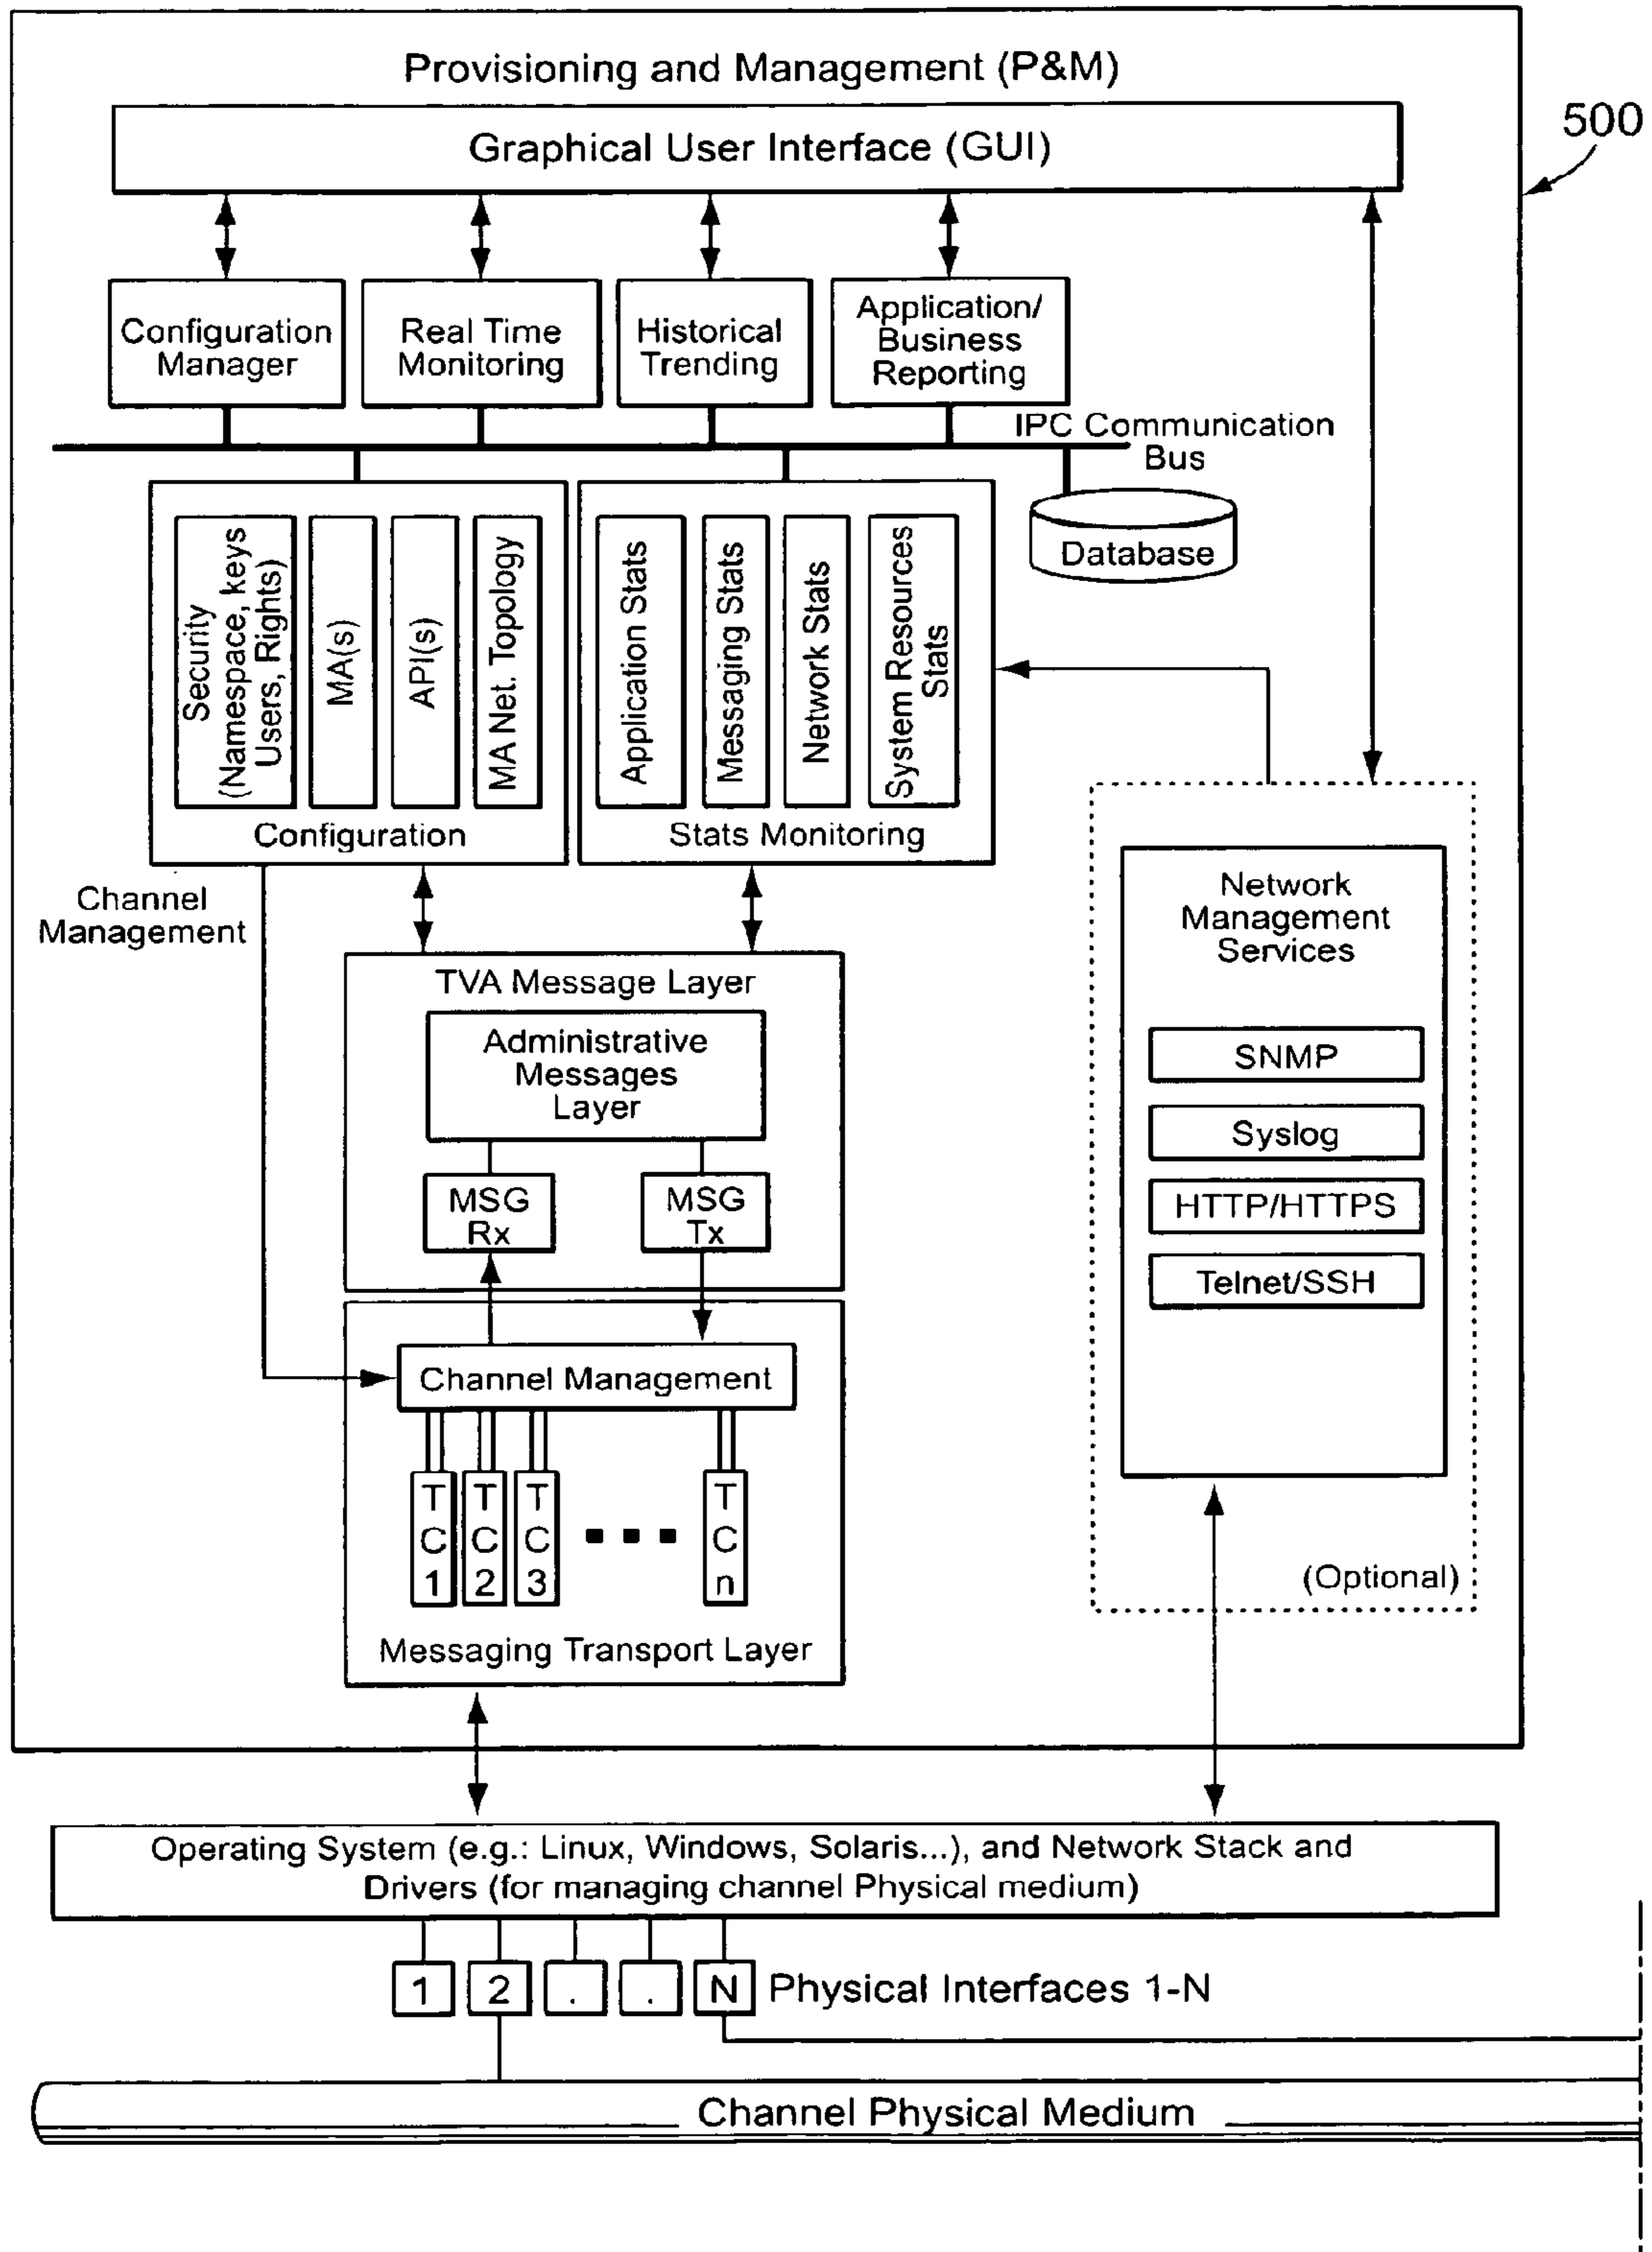 Provisioning and Management (P&M)
500
Graphical User Interface (GUI)
Configuration
Manager
Real Time
Monitoring
Historical
Trending
Application/
Business
Reporting
IPC Communication
Bus
Database
Security
(Namespace, keys
Users, Rights)
MA(s)
API(s)
MA Net. Topology
Configuration
Application Stats
Messaging Stats
Network Stats
System Resources
Stats
Stats Monitoring
Channel
Management
TVA Message Layer
Administrative
Messages
Layer
MSG
Rx
MSG
Tx
Channel Management
T
C
1
T
C
2
T
C
3
T
C
n
Messaging Transport Layer
Network
Management
Services
SNMP
Syslog
HTTP/HTTPS
Telnet/SSH
(Optional)
Operating System (e.g.: Linux, Windows, Solaris...), and Network Stack and
Drivers (for managing channel Physical medium)
1 2 . . N Physical Interfaces 1-N
Channel Physical Medium